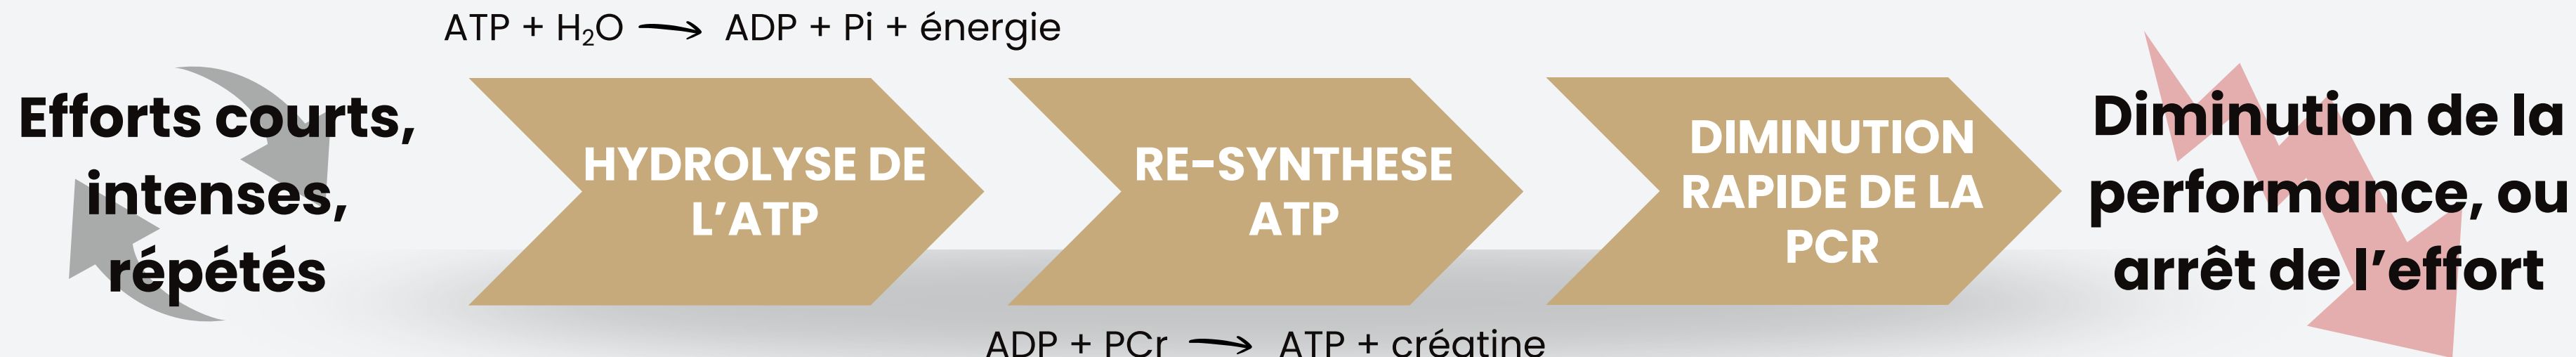 ATP + H₂O ⟶ ADP + Pi + énergie
Efforts courts,
intenses,
répétés
HYDROLYSE DE
L’ATP
RE-SYNTHESE
ATP
DIMINUTION
RAPIDE DE LA
PCR
Diminution de la
performance, ou
arrêt de l’effort
ADP + PCr ⟶ ATP + créatine